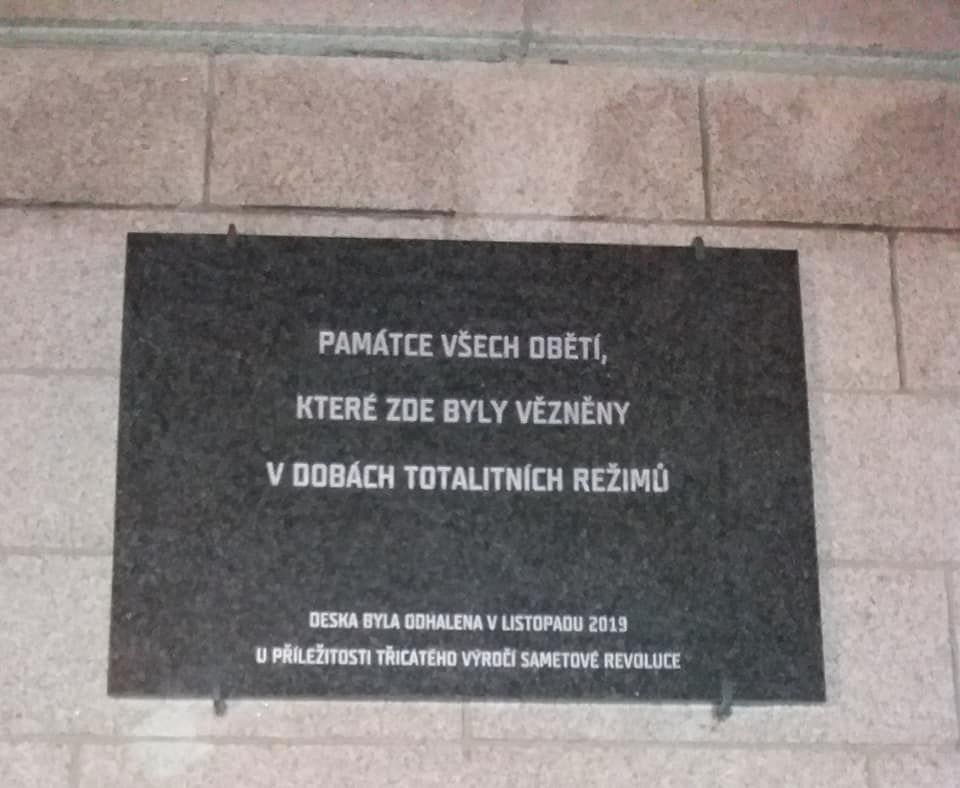 PAMÁTCE VŠECH OBĚTÍ,
KTERÉ ZDE BYLY VĚZNĚNY
V DOBÁCH TOTALITNÍCH REŽIMŮ
DESKA BYLA ODHALENA V LISTOPADU 2019
U PŘÍLEŽITOSTI TŘICÁTÉHO VÝROČÍ SAMETOVÉ REVOLUCE